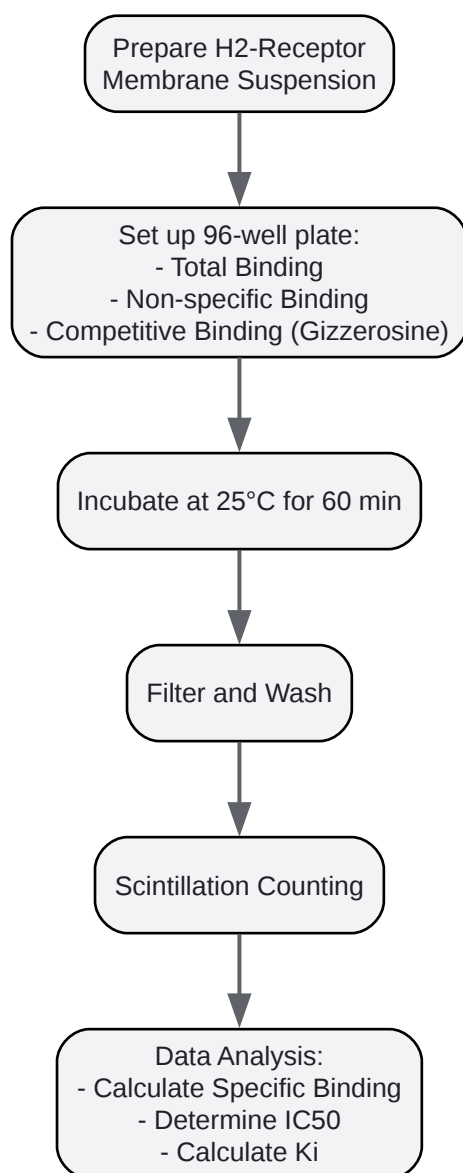 Prepare H2-Receptor
Membrane Suspension
Set up 96-well plate:
- Total Binding
- Non-specific Binding
- Competitive Binding (Gizzerosine)
Incubate at 25°C for 60 min
Filter and Wash
Scintillation Counting
Data Analysis:
- Calculate Specific Binding
- Determine IC50
- Calculate Ki